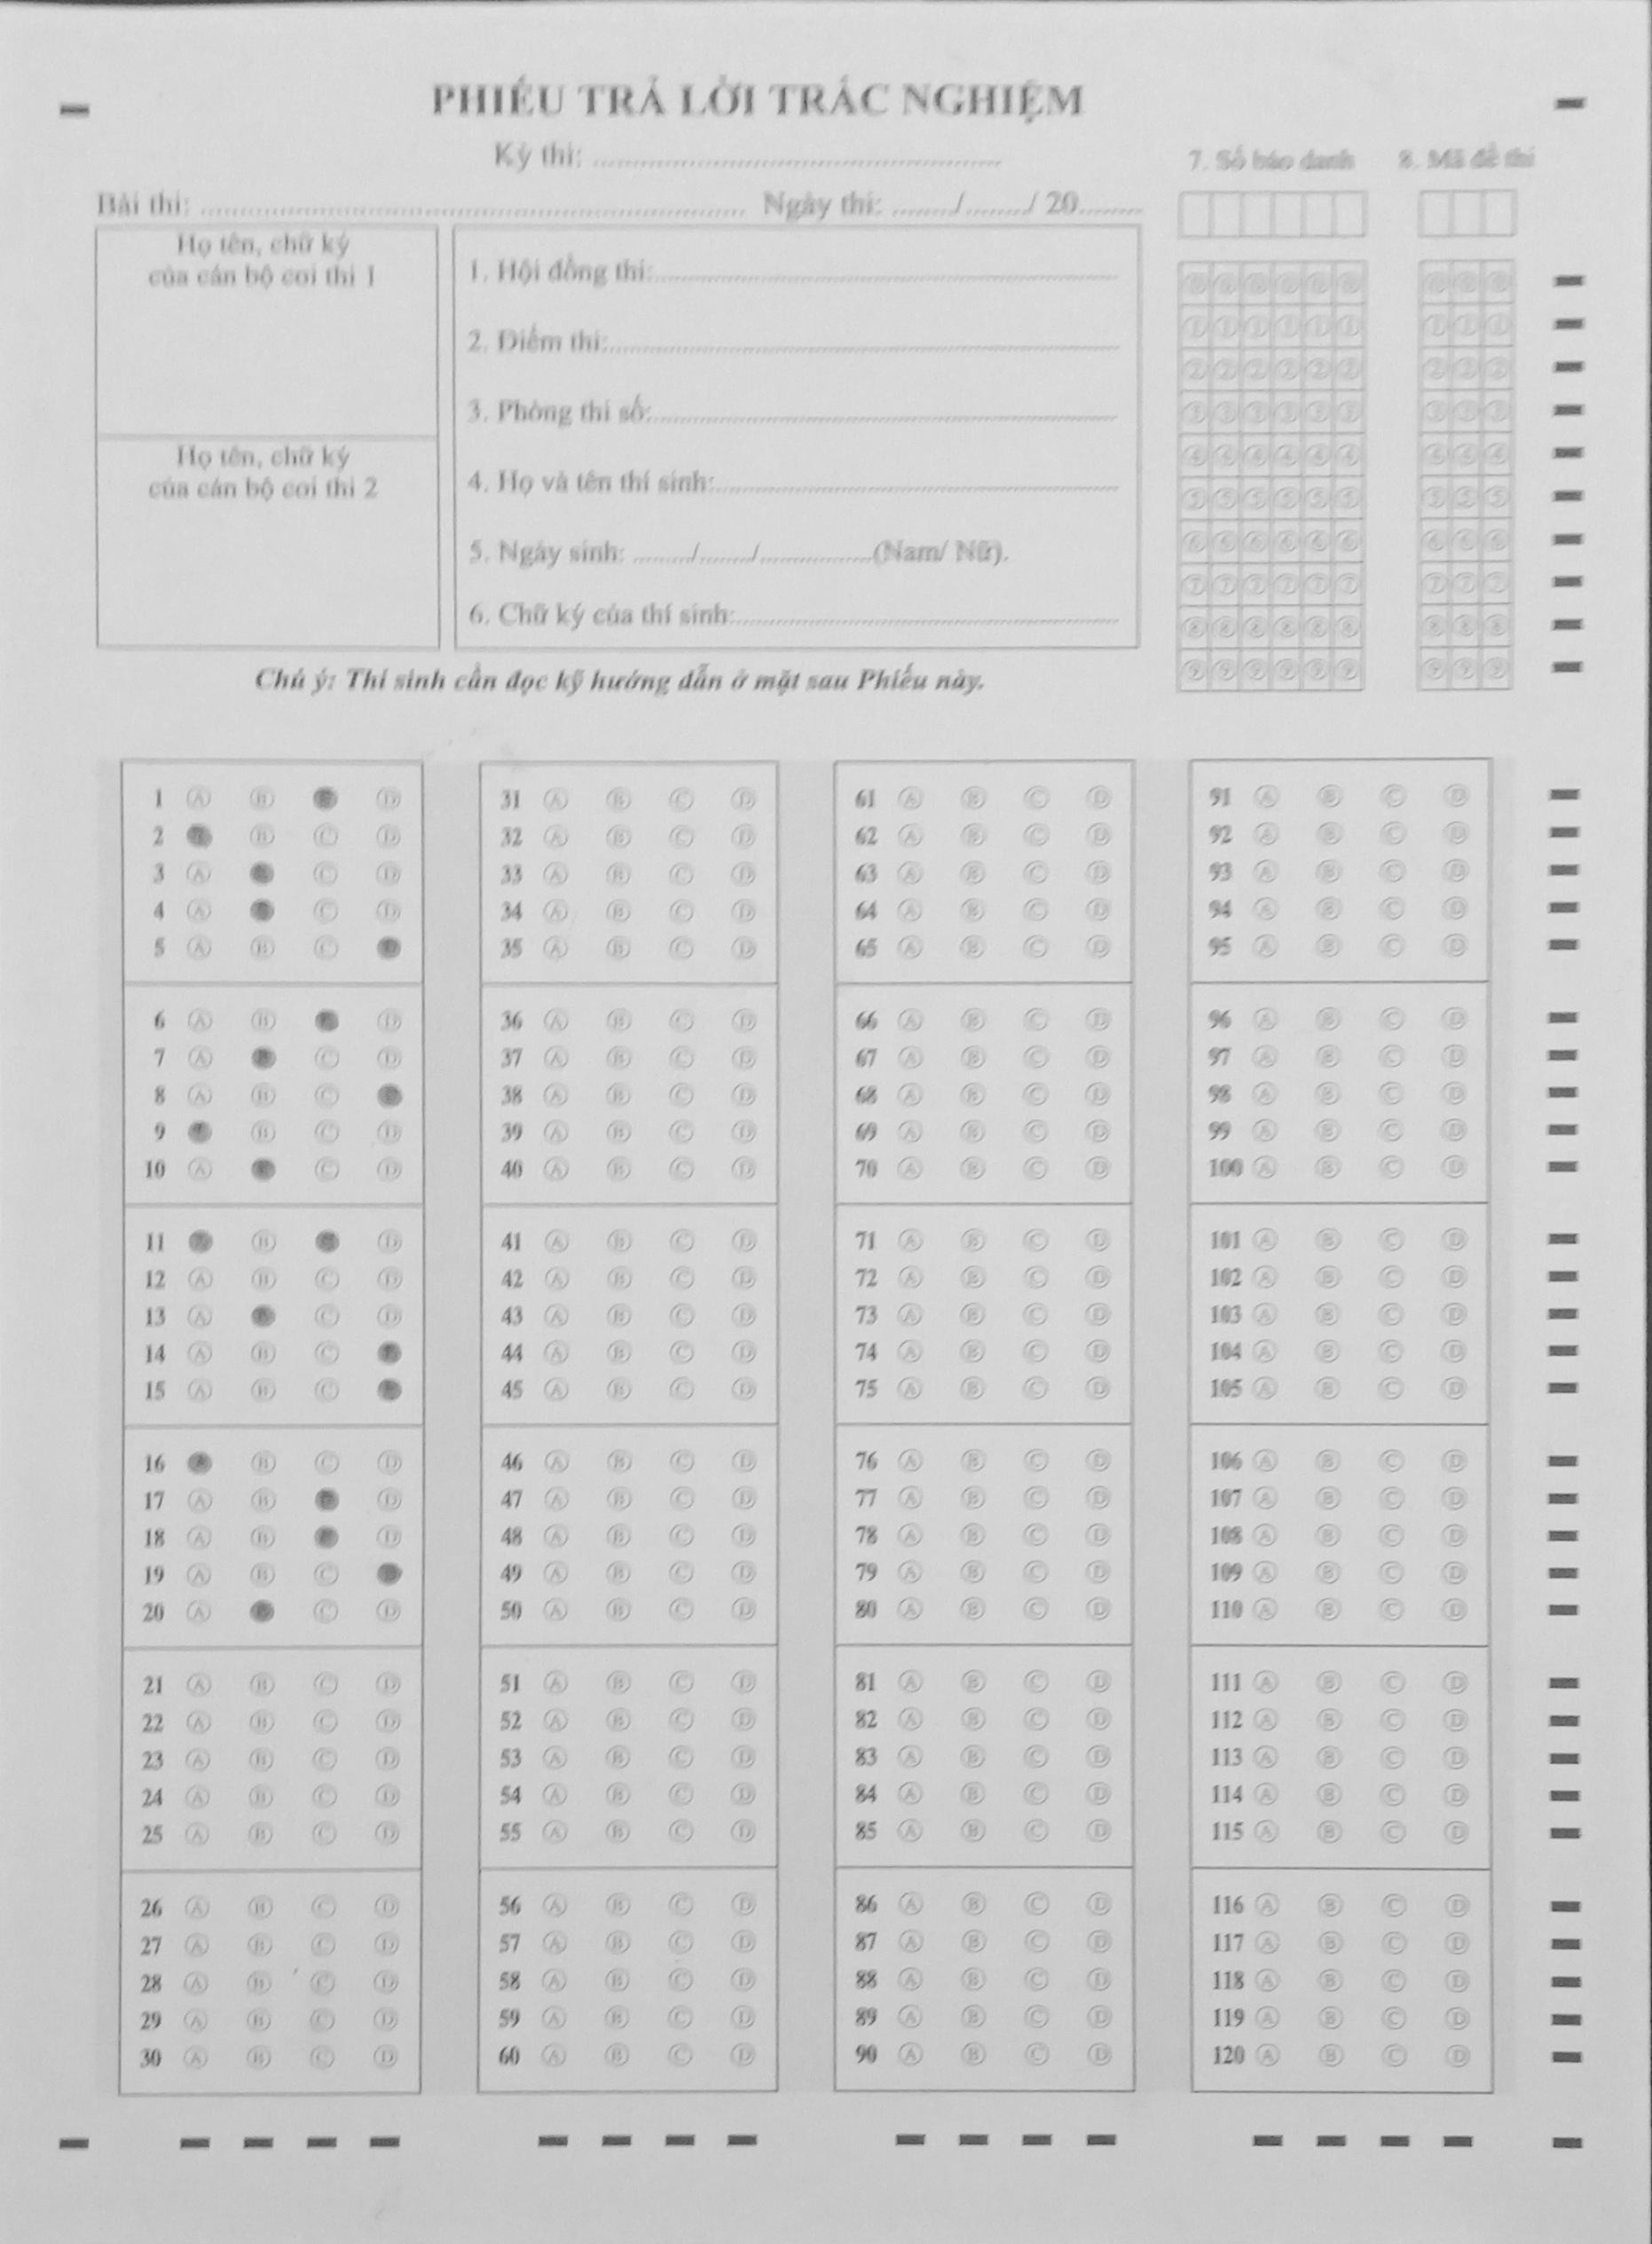 PHIẾU TRẢ LỜI TRẮC NGHIỆM
Kỳ thi: ................................................
Bài thi: ................................................ Ngày thi: ......../......../ 20........
7. Số báo danh
8. Mã đề thi
Họ tên, chữ ký
của cán bộ coi thi 1
Họ tên, chữ ký
của cán bộ coi thi 2
1. Hội đồng thi:................................................
2. Điểm thi:................................................
3. Phòng thi số:................................................
4. Họ và tên thí sinh:................................................
5. Ngày sinh: ......../......../................(Nam/ Nữ).
6. Chữ ký của thí sinh:................................................
0 0 0 0 0 0 0 0 0
1 1 1 1 1 1 1 1 1
2 2 2 2 2 2 2 2 2
3 3 3 3 3 3 3 3 3
4 4 4 4 4 4 4 4 4
5 5 5 5 5 5 5 5 5
6 6 6 6 6 6 6 6 6
7 7 7 7 7 7 7 7 7
8 8 8 8 8 8 8 8 8
9 9 9 9 9 9 9 9 9
Chú ý: Thí sinh cần đọc kỹ hướng dẫn ở mặt sau Phiếu này.
1 A B D
2 B C D
3 A C D
4 A C D
5 A B C
6 A B D
7 A C D
8 A B C
9 B C D
10 A C D
11 B D
12 A B C D
13 A C D
14 A B C
15 A B C
16 B C D
17 A B D
18 A B D
19 A B C
20 A C D
21 A B C D
22 A B C D
23 A B C D
24 A B C D
25 A B C D
26 A B C D
27 A B C D
28 A B C D
29 A B C D
30 A B C D
31 A B C D
32 A B C D
33 A B C D
34 A B C D
35 A B C D
36 A B C D
37 A B C D
38 A B C D
39 A B C D
40 A B C D
41 A B C D
42 A B C D
43 A B C D
44 A B C D
45 A B C D
46 A B C D
47 A B C D
48 A B C D
49 A B C D
50 A B C D
51 A B C D
52 A B C D
53 A B C D
54 A B C D
55 A B C D
56 A B C D
57 A B C D
58 A B C D
59 A B C D
60 A B C D
61 A B C D
62 A B C D
63 A B C D
64 A B C D
65 A B C D
66 A B C D
67 A B C D
68 A B C D
69 A B C D
70 A B C D
71 A B C D
72 A B C D
73 A B C D
74 A B C D
75 A B C D
76 A B C D
77 A B C D
78 A B C D
79 A B C D
80 A B C D
81 A B C D
82 A B C D
83 A B C D
84 A B C D
85 A B C D
86 A B C D
87 A B C D
88 A B C D
89 A B C D
90 A B C D
91 A B C D
92 A B C D
93 A B C D
94 A B C D
95 A B C D
96 A B C D
97 A B C D
98 A B C D
99 A B C D
100 A B C D
101 A B C D
102 A B C D
103 A B C D
104 A B C D
105 A B C D
106 A B C D
107 A B C D
108 A B C D
109 A B C D
110 A B C D
111 A B C D
112 A B C D
113 A B C D
114 A B C D
115 A B C D
116 A B C D
117 A B C D
118 A B C D
119 A B C D
120 A B C D